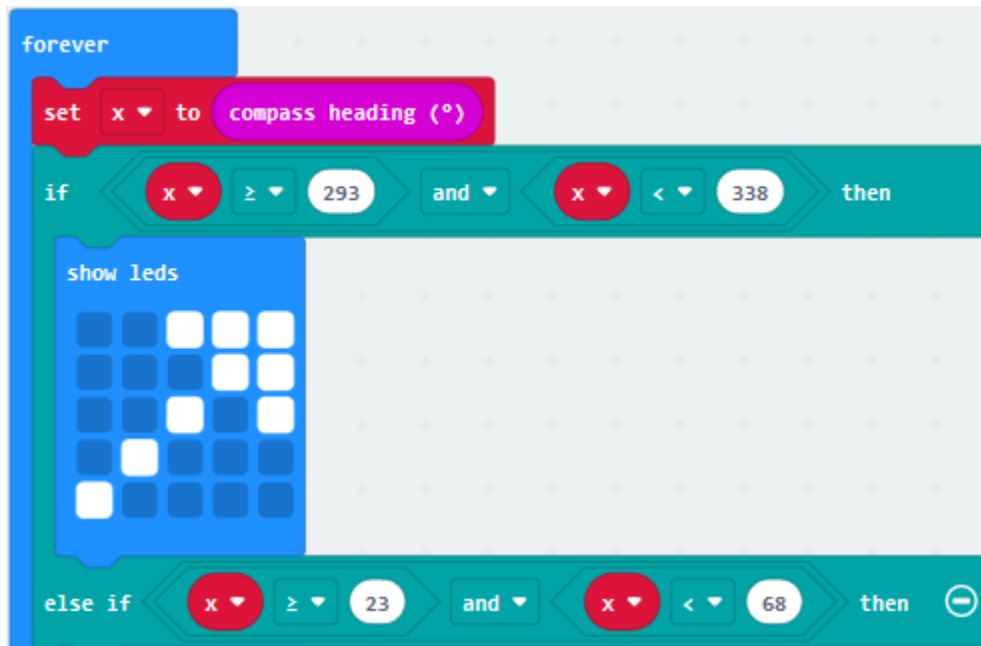 forever
set x to compass heading (°)
if x ≥ 293 and x < 338 then
show leds
else if x ≥ 23 and x < 68 then